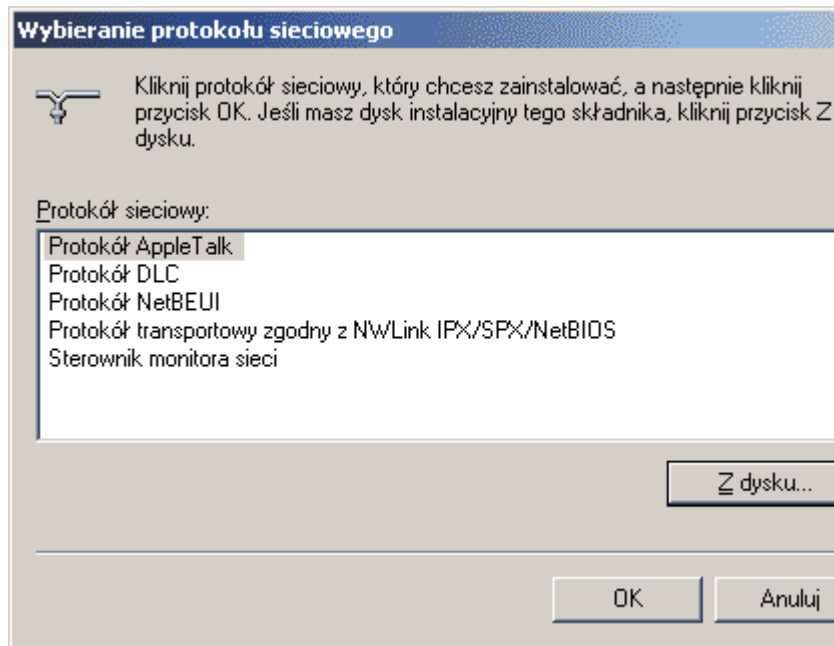 Wybieranie protokołu sieciowego
Kliknij protokół sieciowy, który chcesz zainstalować, a następnie kliknij
przycisk OK. Jeśli masz dysk instalacyjny tego składnika, kliknij przycisk Z
dysku.
Protokół sieciowy:
Protokół AppleTalk
Protokół DLC
Protokół NetBEUI
Protokół transportowy zgodny z NWLink IPX/SPX/NetBIOS
Sterownik monitora sieci
Z dysku...
OK Anuluj